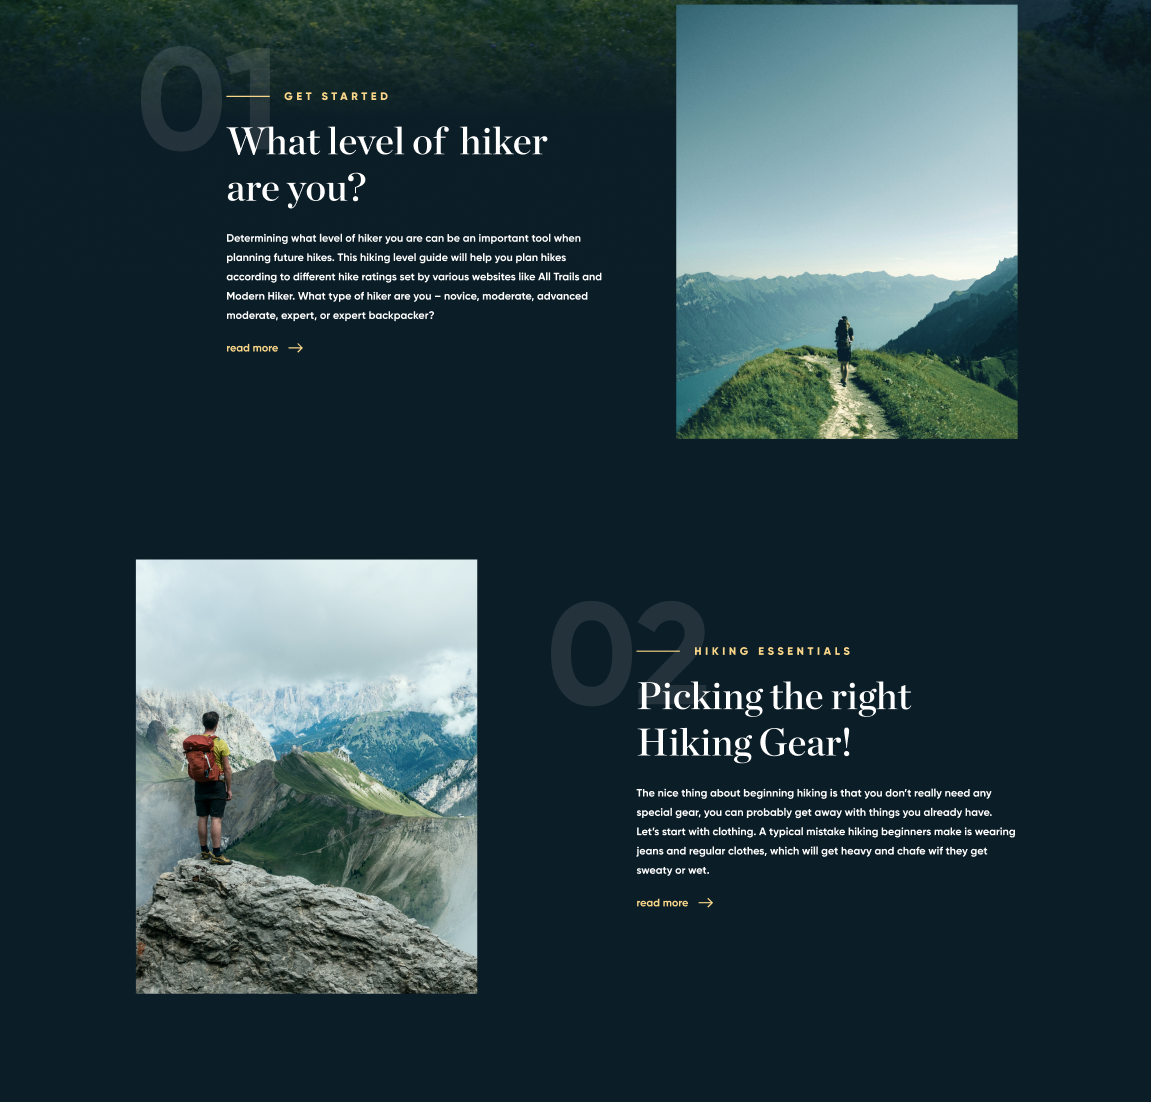 01
GET STARTED
What level of hiker
are you?
Determining what level of hiker you are can be an important tool when
planning future hikes. This hiking level guide will help you plan hikes
according to different hike ratings set by various websites like All Trails and
Modern Hiker. What type of hiker are you – novice, moderate, advanced
moderate, expert, or expert backpacker?
read more
02
HIKING ESSENTIALS
Picking the right
Hiking Gear!
The nice thing about beginning hiking is that you don’t really need any
special gear, you can probably get away with things you already have.
Let’s start with clothing. A typical mistake hiking beginners make is wearing
jeans and regular clothes, which will get heavy and chafe wif they get
sweaty or wet.
read more